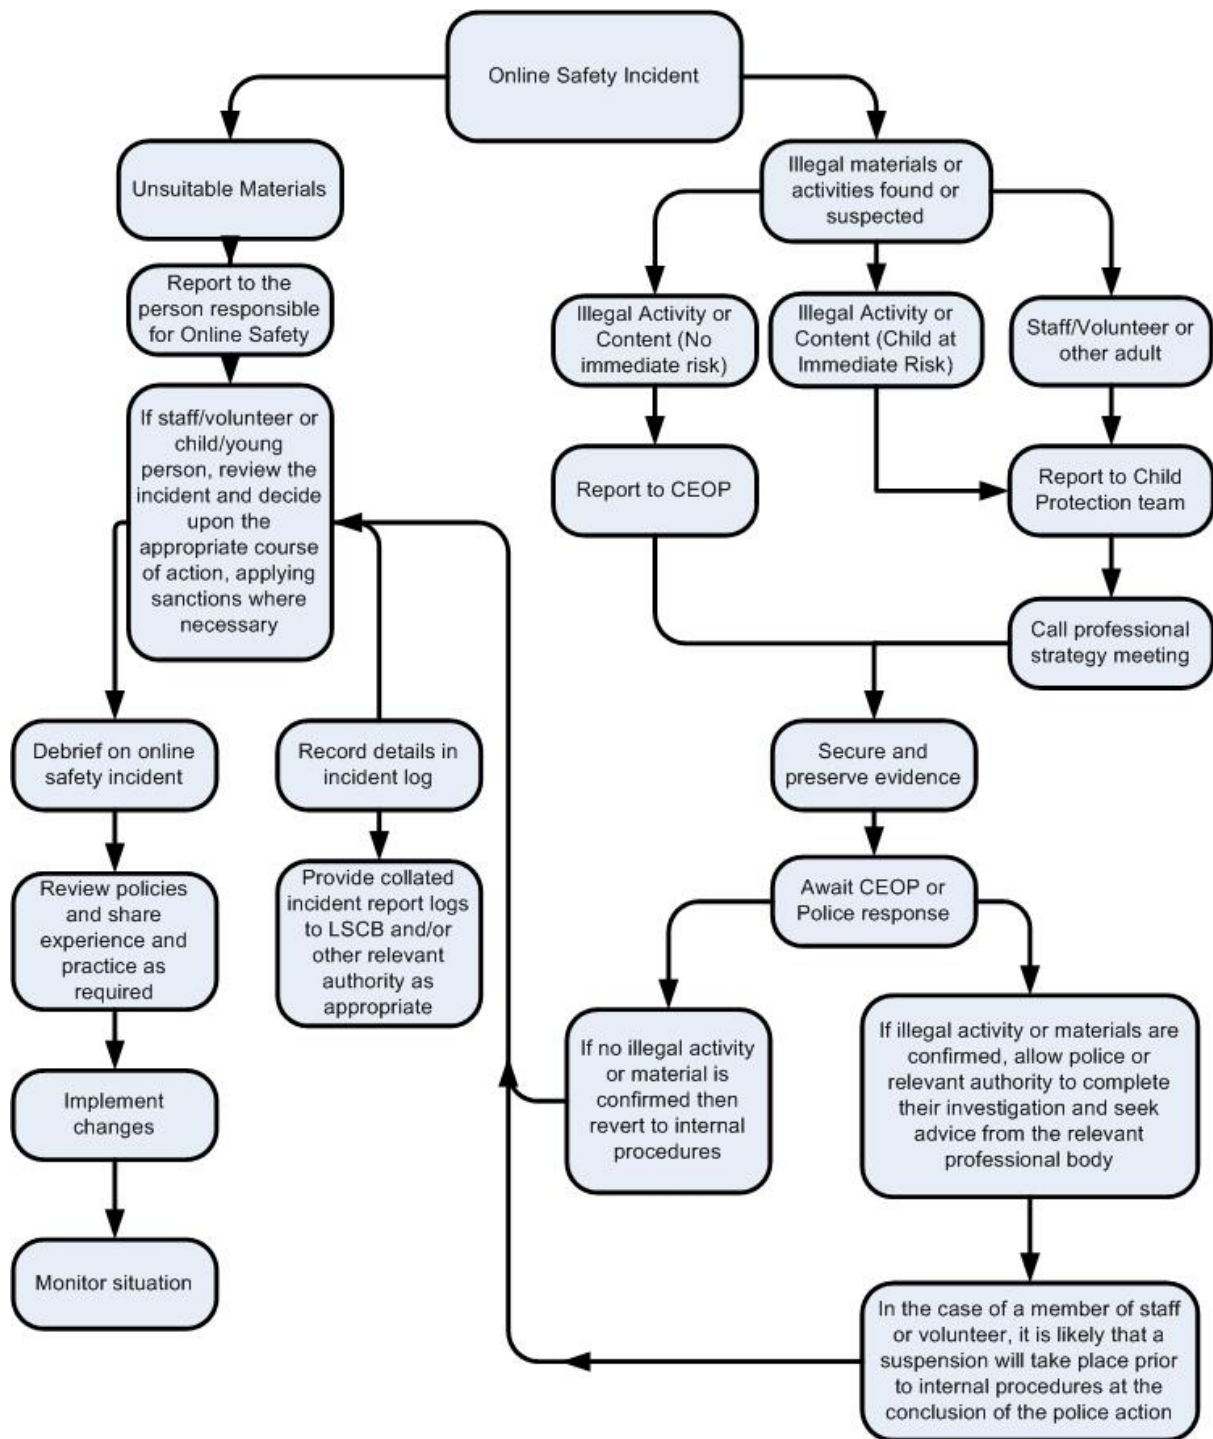 Online Safety Incident
Unsuitable Materials
Report to the
person responsible
for Online Safety
If staff/volunteer or
child/young
person, review the
incident and decide
upon the
appropriate course
of action, applying
sanctions where
necessary
Debrief on online
safety incident
Review policies
and share
experience and
practice as
required
Implement
changes
Monitor situation
Record details in
incident log
Provide collated
incident report logs
to LSCB and/or
other relevant
authority as
appropriate
Illegal materials or
activities found or
suspected
Illegal Activity or
Content (No
immediate risk)
Illegal Activity or
Content (Child at
Immediate Risk)
Staff/Volunteer or
other adult
Report to CEOP
Report to Child
Protection team
Call professional
strategy meeting
Secure and
preserve evidence
Await CEOP or
Police response
If no illegal activity
or material is
confirmed then
revert to internal
procedures
If illegal activity or materials are
confirmed, allow police or
relevant authority to complete
their investigation and seek
advice from the relevant
professional body
In the case of a member of staff
or volunteer, it is likely that a
suspension will take place prior
to internal procedures at the
conclusion of the police action